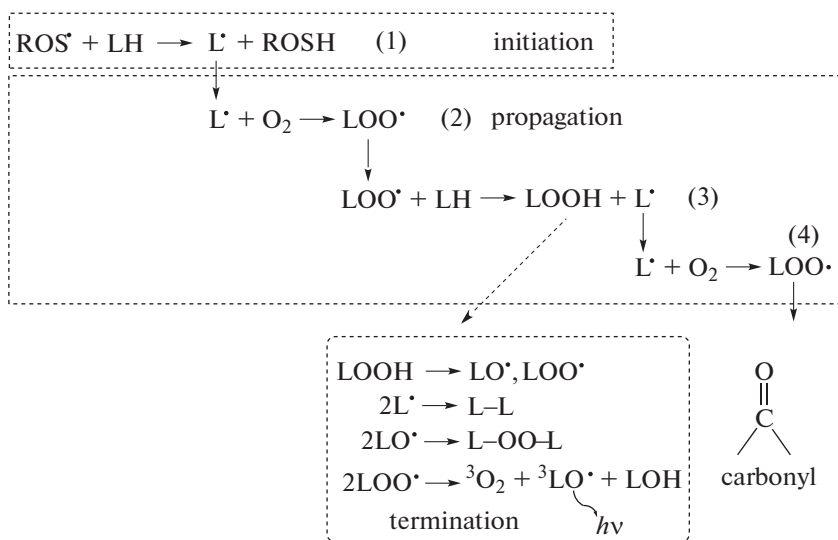 ROS• + LH → L• + ROSH (1) initiation
L• + O₂ → LOO• (2) propagation
LOO• + LH → LOOH + L• (3)
(4)
L• + O₂ → LOO•
LOOH → LO•, LOO•
2L• → L–L
2LO• → L–OO–L
2LOO• → ³O₂ + ³LO• + LOH
termination hν
O
C
carbonyl